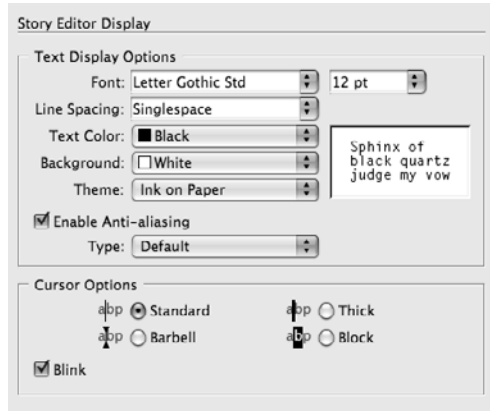 Story Editor Display
Text Display Options
Font: Letter Gothic Std 12 pt
Line Spacing: Singlespace
Text Color: Black
Background: White
Theme: Ink on Paper
Sphinx of
black quartz
judge my vow
Enable Anti-aliasing
Type: Default
Cursor Options
abp Standard abp Thick
abp Barbell abp Block
Blink